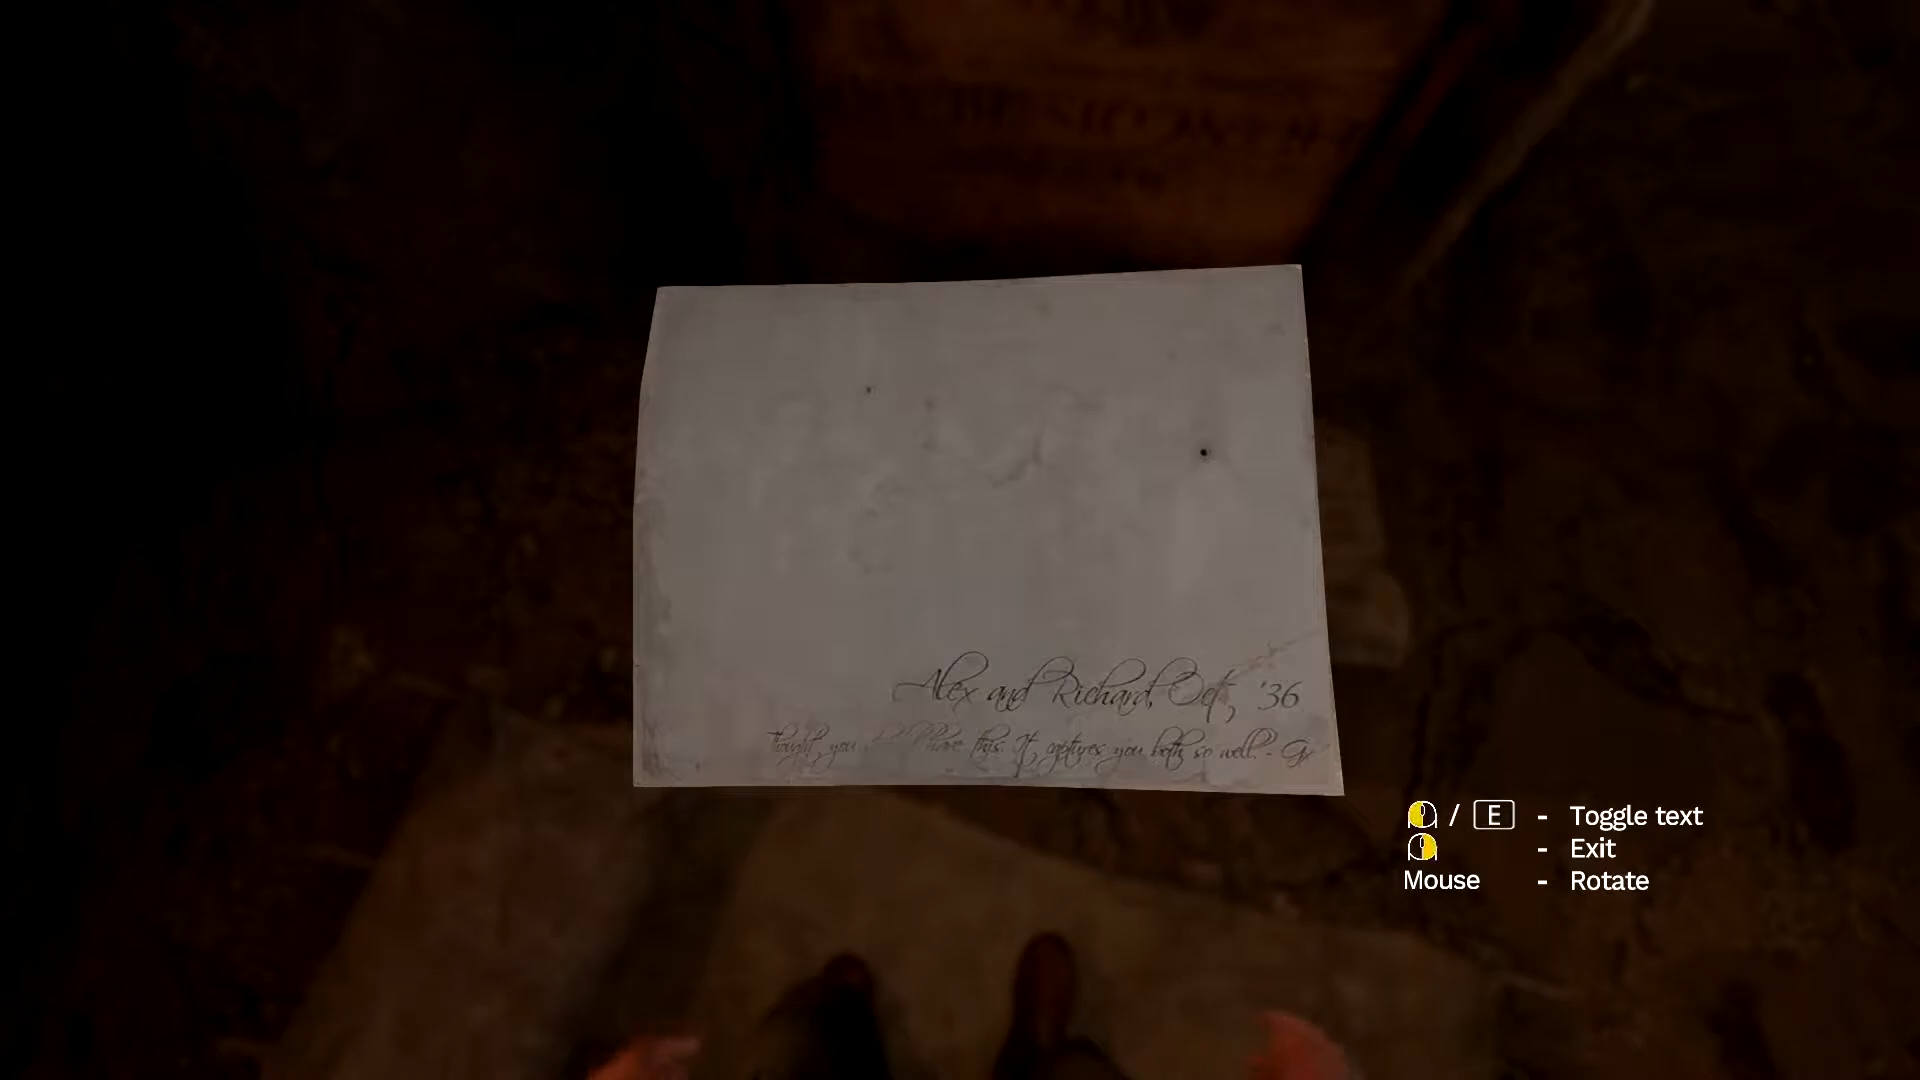 Alex and Richard, Oct, '36
Thought you have this. It captures you both so well. - Gx
/ E - Toggle text
- Exit
Mouse - Rotate